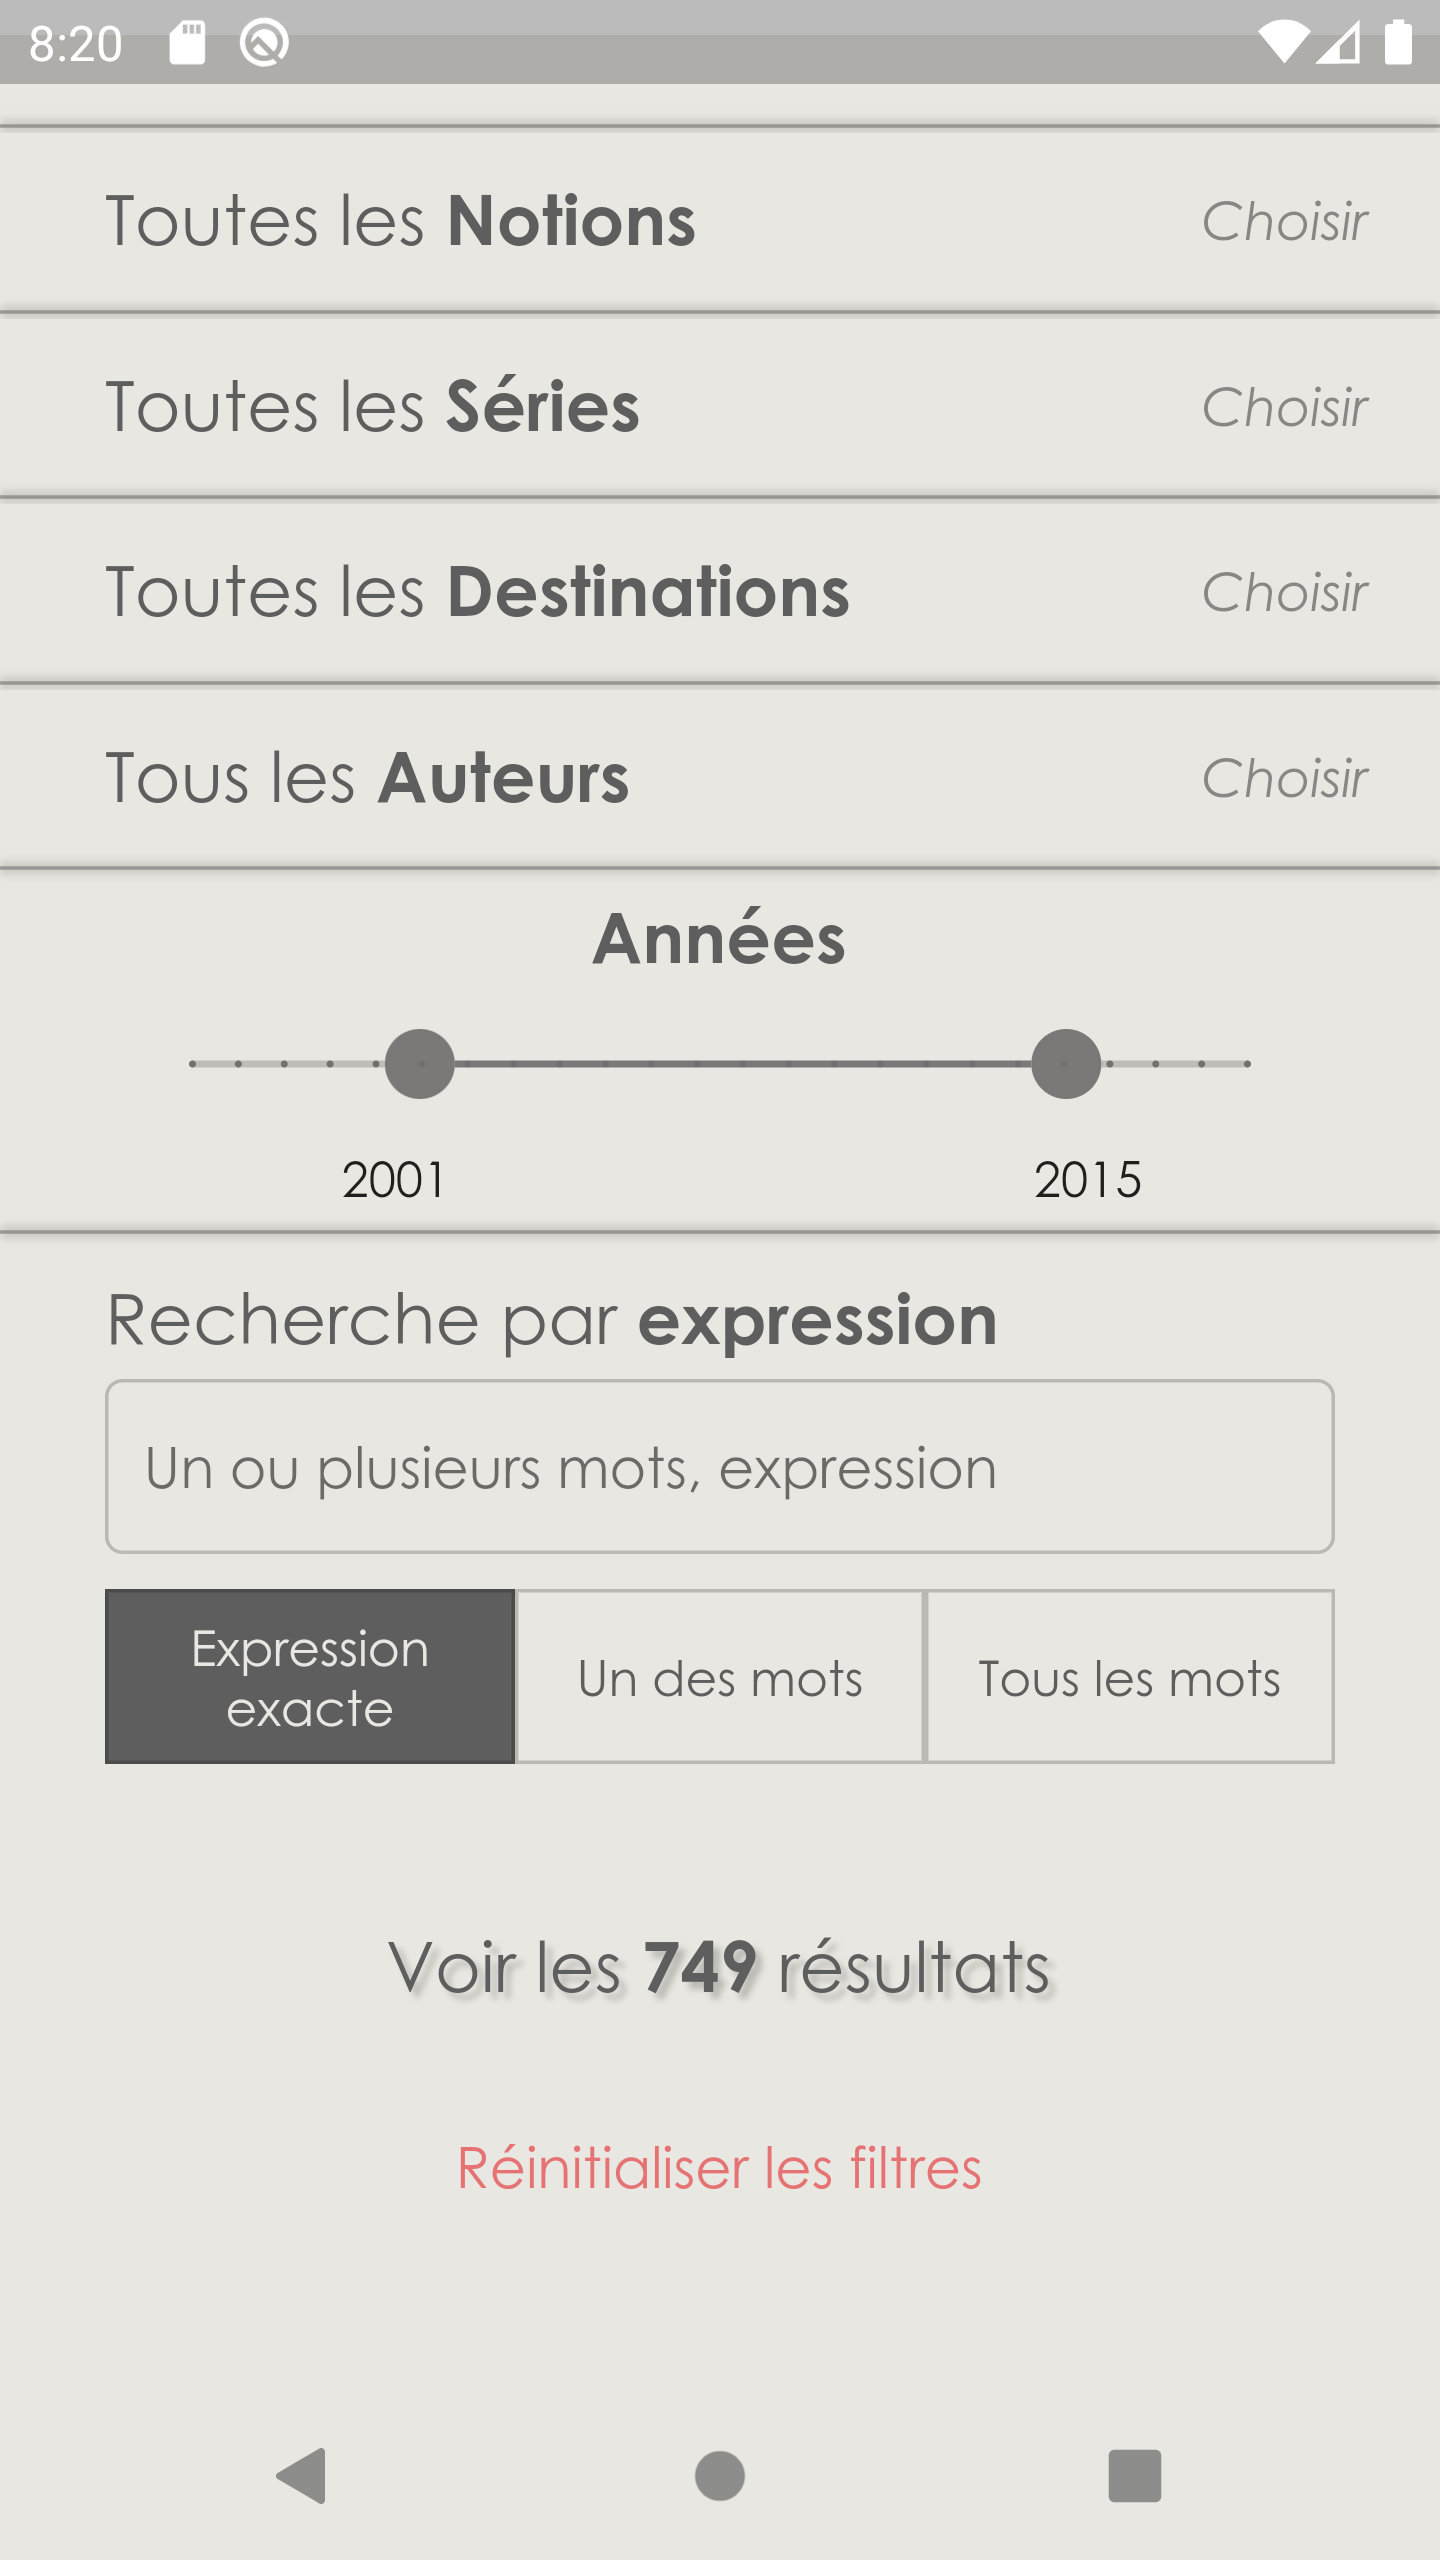 8:20
Toutes les Notions Choisir
Toutes les Séries Choisir
Toutes les Destinations Choisir
Tous les Auteurs Choisir
Années
2001 2015
Recherche par expression
Un ou plusieurs mots, expression
Expression
exacte
Un des mots
Tous les mots
Voir les 749 résultats
Réinitialiser les filtres